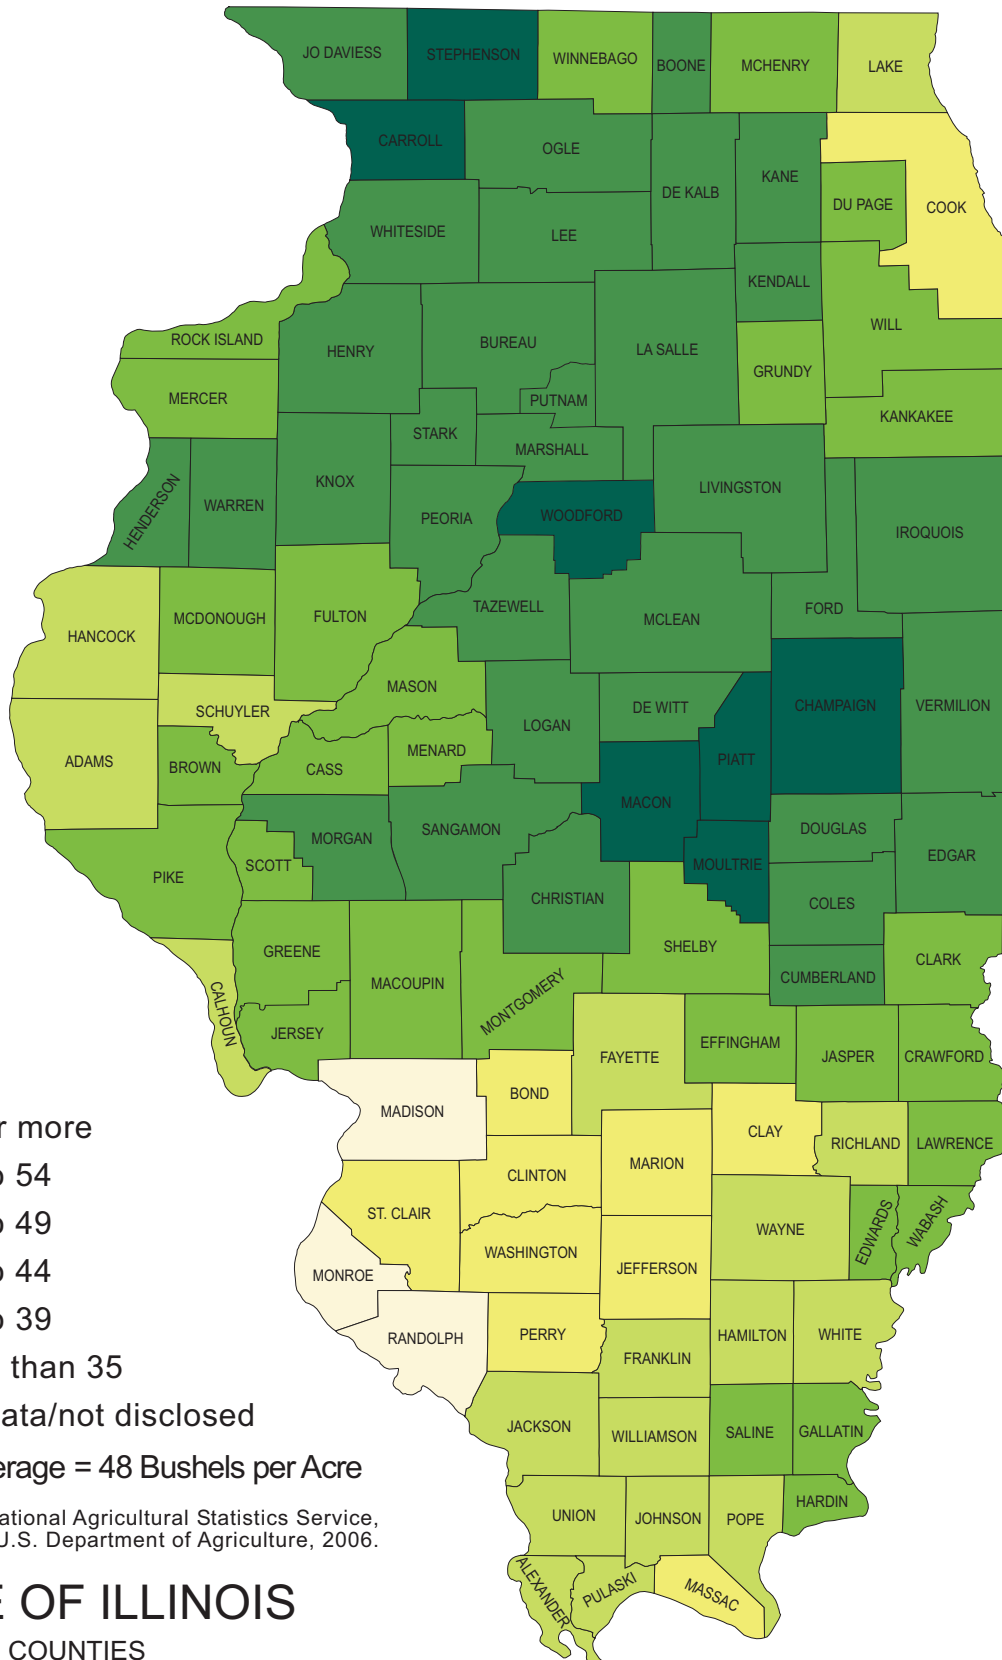 JO DAVIESS
STEPHENSON
WINNEBAGO
BOONE
MCHENRY
LAKE
CARROLL
OGLE
DE KALB
KANE
DU PAGE
COOK
WHITESIDE
LEE
KENDALL
ROCK ISLAND
HENRY
BUREAU
LA SALLE
WILL
GRUNDY
MERCER
PUTNAM
KANKAKEE
STARK
MARSHALL
HENDERSON
WARREN
KNOX
PEORIA
WOODFORD
LIVINGSTON
IROQUOIS
HANCOCK
MCDONOUGH
FULTON
TAZEWELL
MCLEAN
FORD
SCHUYLER
MASON
LOGAN
DE WITT
CHAMPAIGN
VERMILION
ADAMS
BROWN
CASS
MENARD
PIATT
MACON
PIKE
SCOTT
MORGAN
SANGAMON
CHRISTIAN
MOULTRIE
DOUGLAS
EDGAR
COLES
GREENE
MACOUPIN
MONTGOMERY
SHELBY
CUMBERLAND
CLARK
CALHOUN
JERSEY
FAYETTE
EFFINGHAM
JASPER
CRAWFORD
MADISON
BOND
CLAY
RICHLAND
LAWRENCE
CLINTON
MARION
ST. CLAIR
WASHINGTON
WAYNE
EDWARDS
WABASH
MONROE
JEFFERSON
RANDOLPH
PERRY
FRANKLIN
HAMILTON
WHITE
JACKSON
WILLIAMSON
SALINE
GALLATIN
UNION
JOHNSON
POPE
HARDIN
ALEXANDER
PULASKI
MASSAC
r more
o 54
o 49
o 44
o 39
than 35
ata/not disclosed
erage = 48 Bushels per Acre
ational Agricultural Statistics Service,
U.S. Department of Agriculture, 2006.
E OF ILLINOIS
COUNTIES